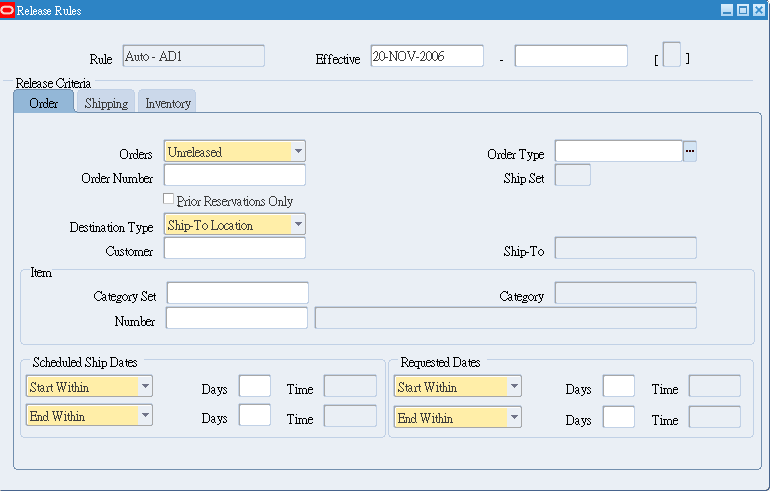 Release Rules
Rule Auto - AD1 Effective 20-NOV-2006 - [ ]
Release Criteria
Order Shipping Inventory
Orders Unreleased Order Type ...
Order Number Ship Set
Prior Reservations Only
Destination Type Ship-To Location
Customer Ship-To
Item
Category Set Category
Number
Scheduled Ship Dates Requested Dates
Start Within Days Time Start Within Days Time
End Within Days Time End Within Days Time